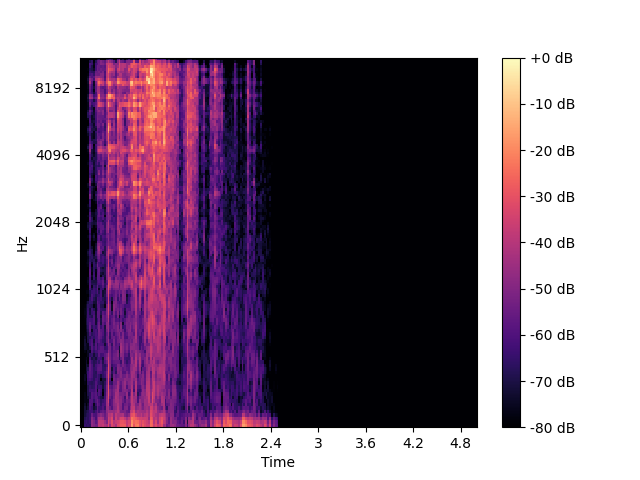 +0 dB
8192
-10 dB
4096
-20 dB
-30 dB
2048
Hz
-40 dB
1024
-50 dB
512
-60 dB
-70 dB
0
-80 dB
0 0.6 1.2 1.8 2.4 3 3.6 4.2 4.8
Time